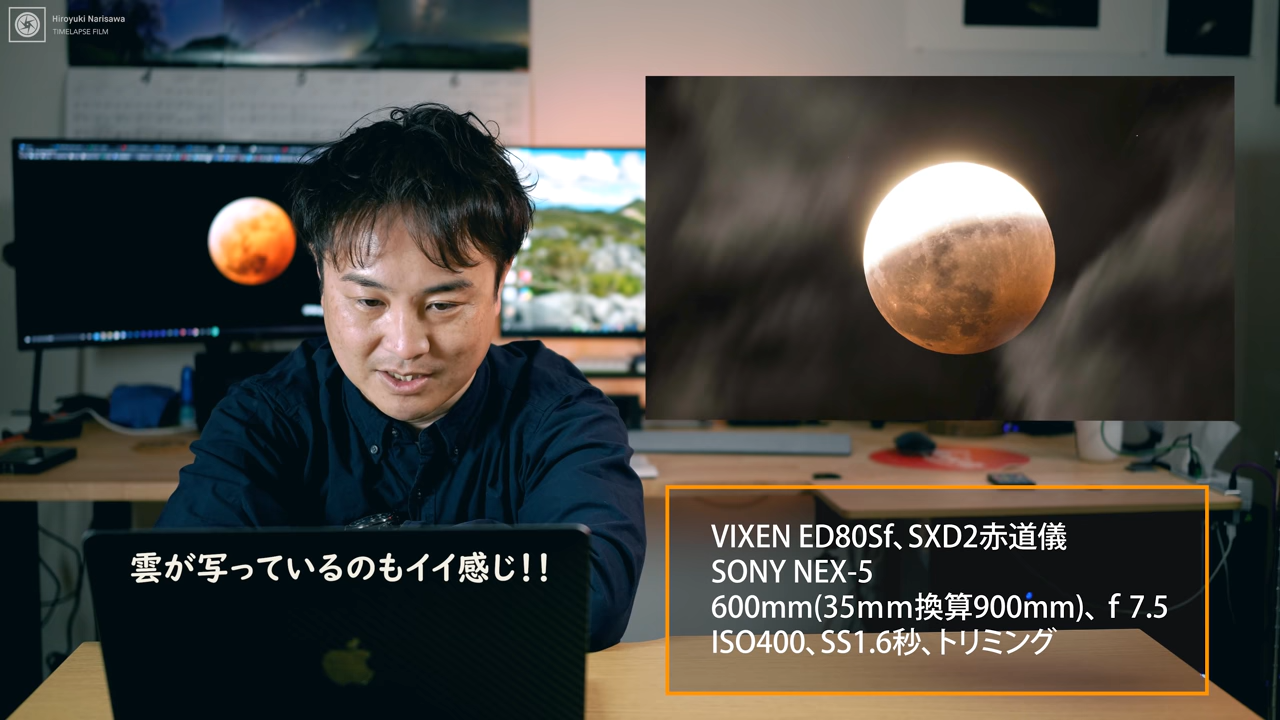 Hiroyuki Narisawa
TIMELAPSE FILM
雲が写っているのもイイ感じ！！
VIXEN ED80Sf、SXD2赤道儀
SONY NEX-5
600mm(35mm換算900mm)、f 7.5
ISO400、SS1.6秒、トリミング